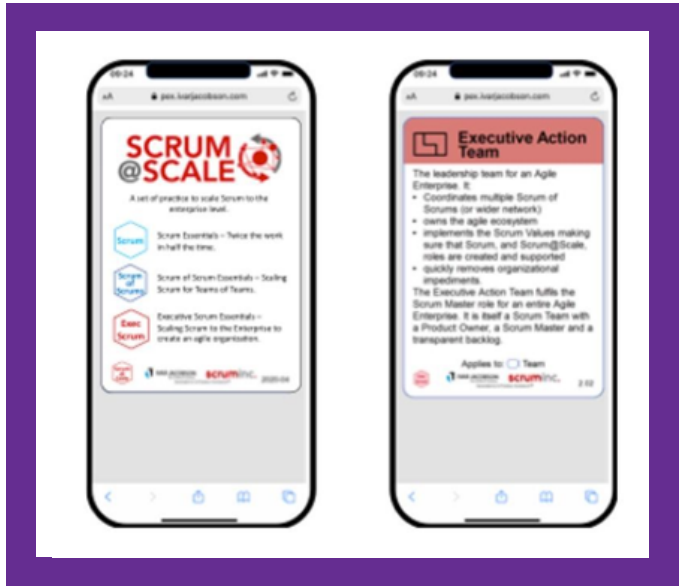 09:24
AA pex.ivarjacobson.com
SCRUM
@SCALE
A set of practice to scale Scrum to the
enterprise level.
Scrum
Scrum Essentials – Twice the work
in half the time.
Scrum
of
Scrums
Scrum of Scrum Essentials – Scaling
Scrum for Teams of Teams.
Exec
Scrum
Executive Scrum Essentials –
Scaling Scrum to the Enterprise to
create an agile organization.
IVAR JACOBSON
scruminc.
2020.04
09:24
AA pex.ivarjacobson.com
Executive Action
Team
The leadership team for an Agile
Enterprise. It:
• Coordinates multiple Scrum of
Scrums (or wider network)
• owns the agile ecosystem
• implements the Scrum Values making
sure that Scrum, and Scrum@Scale,
roles are created and supported
• quickly removes organizational
impediments.
The Executive Action Team fulfils the
Scrum Master role for an entire Agile
Enterprise. It is itself a Scrum Team with
a Product Owner, a Scrum Master and a
transparent backlog.
Applies to: Team
IVAR JACOBSON
scruminc.